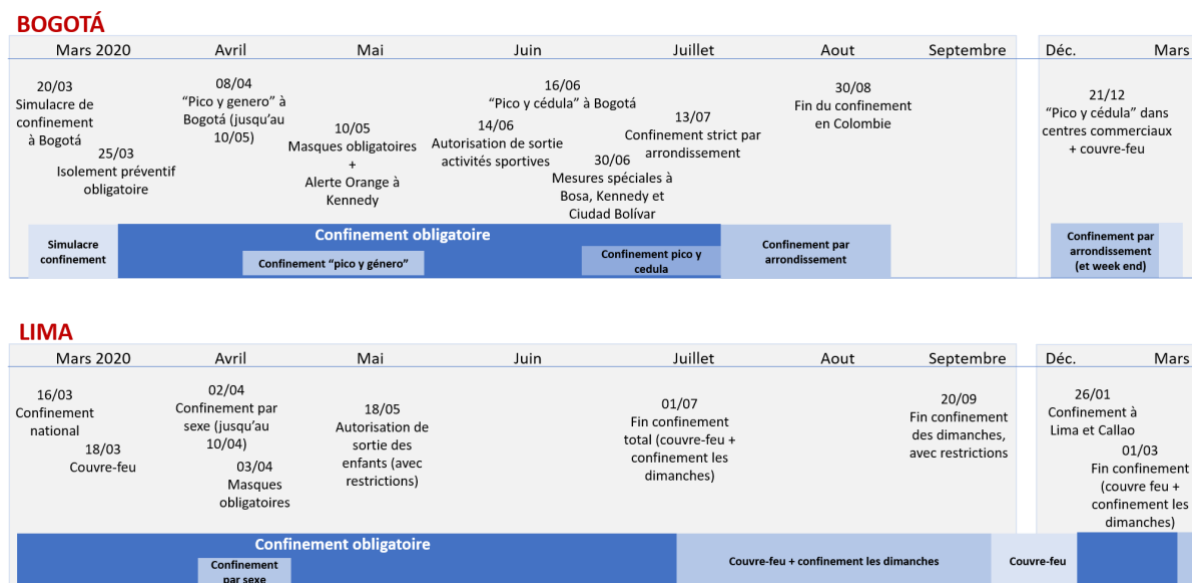 BOGOTÁ
Mars 2020 Avril Mai Juin Juillet Aout Septembre Déc. Mars
20/03
Simulacre de
confinement
à Bogotá
25/03
Isolement préventif
obligatoire
08/04
“Pico y genero” à
Bogotá (jusqu’au
10/05)
10/05
Masques obligatoires
+
Alerte Orange à
Kennedy
16/06
“Pico y cédula” à Bogotá
14/06
Autorisation de sortie
activités sportives
30/06
Mesures spéciales à
Bosa, Kennedy et
Ciudad Bolívar
13/07
Confinement strict par
arrondissement
30/08
Fin du confinement
en Colombie
21/12
“Pico y cédula” dans
centres commerciaux
+ couvre-feu
Simulacre
confinement
Confinement obligatoire
Confinement “pico y género”
Confinement pico y
cedula
Confinement par
arrondissement
Confinement par
arrondissement
(et week end)
LIMA
Mars 2020 Avril Mai Juin Juillet Aout Septembre Déc. Mars
16/03
Confinement
national
18/03
Couvre-feu
02/04
Confinement par
sexe (jusqu’au
10/04)
03/04
Masques
obligatoires
18/05
Autorisation de
sortie des
enfants (avec
restrictions)
01/07
Fin confinement
total (couvre-feu +
confinement les
dimanches)
20/09
Fin confinement
des dimanches,
avec restrictions
26/01
Confinement à
Lima et Callao
01/03
Fin confinement
(couvre feu +
confinement les
dimanches)
Confinement obligatoire
Confinement
par sexe
Couvre-feu + confinement les dimanches
Couvre-feu